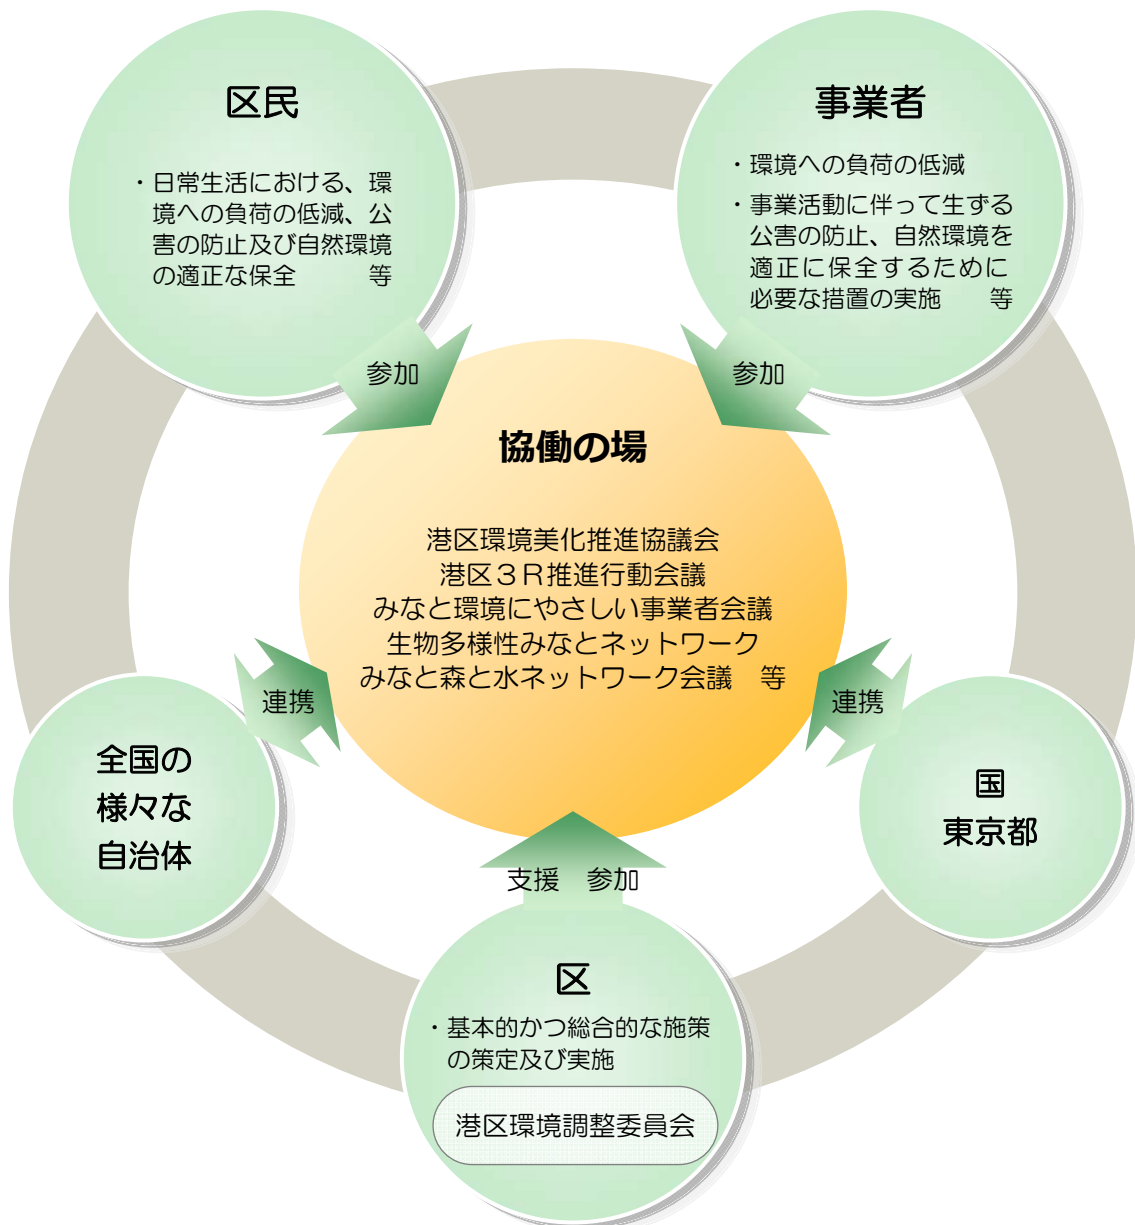 区民
・日常生活における、環
境への負荷の低減、公
害の防止及び自然環境
の適正な保全　　　等
事業者
・環境への負荷の低減
・事業活動に伴って生ずる
公害の防止、自然環境を
適正に保全するために
必要な措置の実施　　等
参加
参加
協働の場
港区環境美化推進協議会
港区３Ｒ推進行動会議
みなと環境にやさしい事業者会議
生物多様性みなとネットワーク
みなと森と水ネットワーク会議　等
連携
連携
全国の
様々な
自治体
国
東京都
支援　参加
区
・基本的かつ総合的な施策
の策定及び実施
港区環境調整委員会